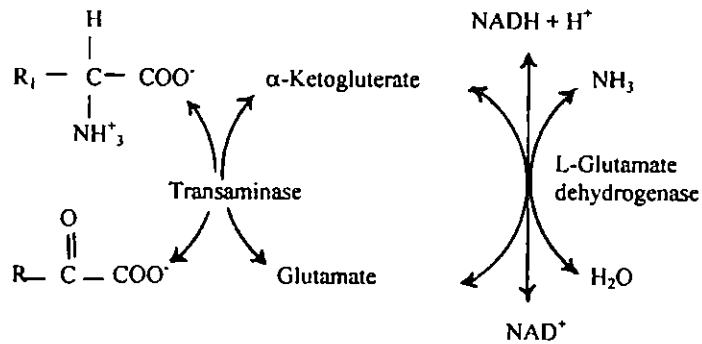 NADH + H⁺
H
R₁ — C — COO⁻
α-Ketogluterate
NH₃
NH⁺₃
L-Glutamate
dehydrogenase
Transaminase
O
R — C — COO⁻
Glutamate
H₂O
NAD⁺